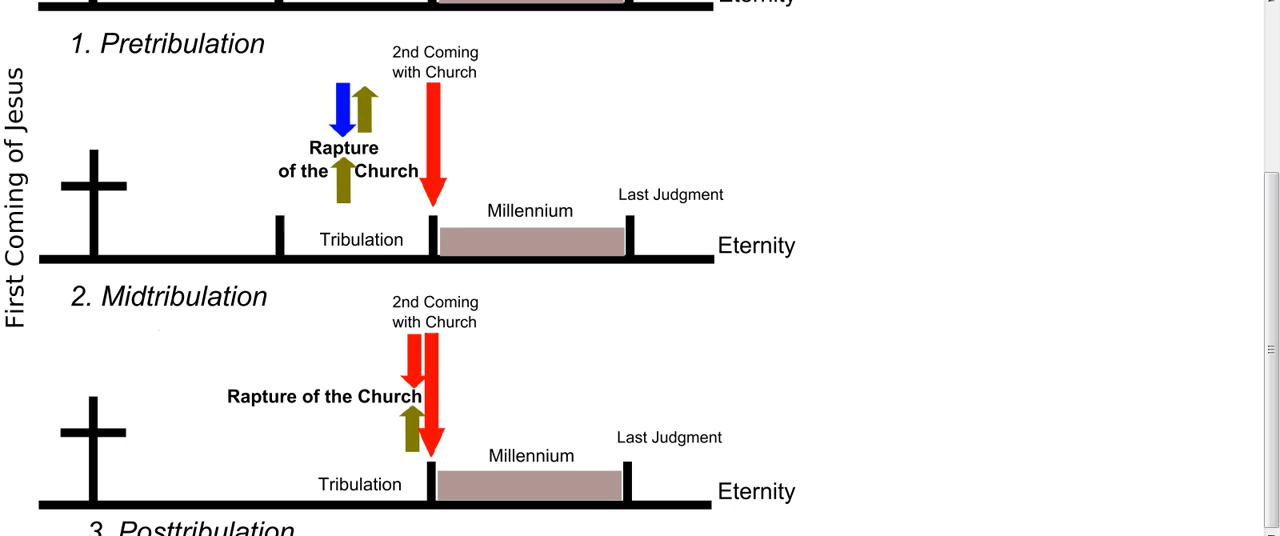 Eternity
1. Pretribulation
First Coming of Jesus
2nd Coming
with Church
Rapture
of the Church
Last Judgment
Millennium
Tribulation
Eternity
2. Midtribulation
2nd Coming
with Church
Rapture of the Church
Last Judgment
Millennium
Tribulation
Eternity
3. Posttribulation